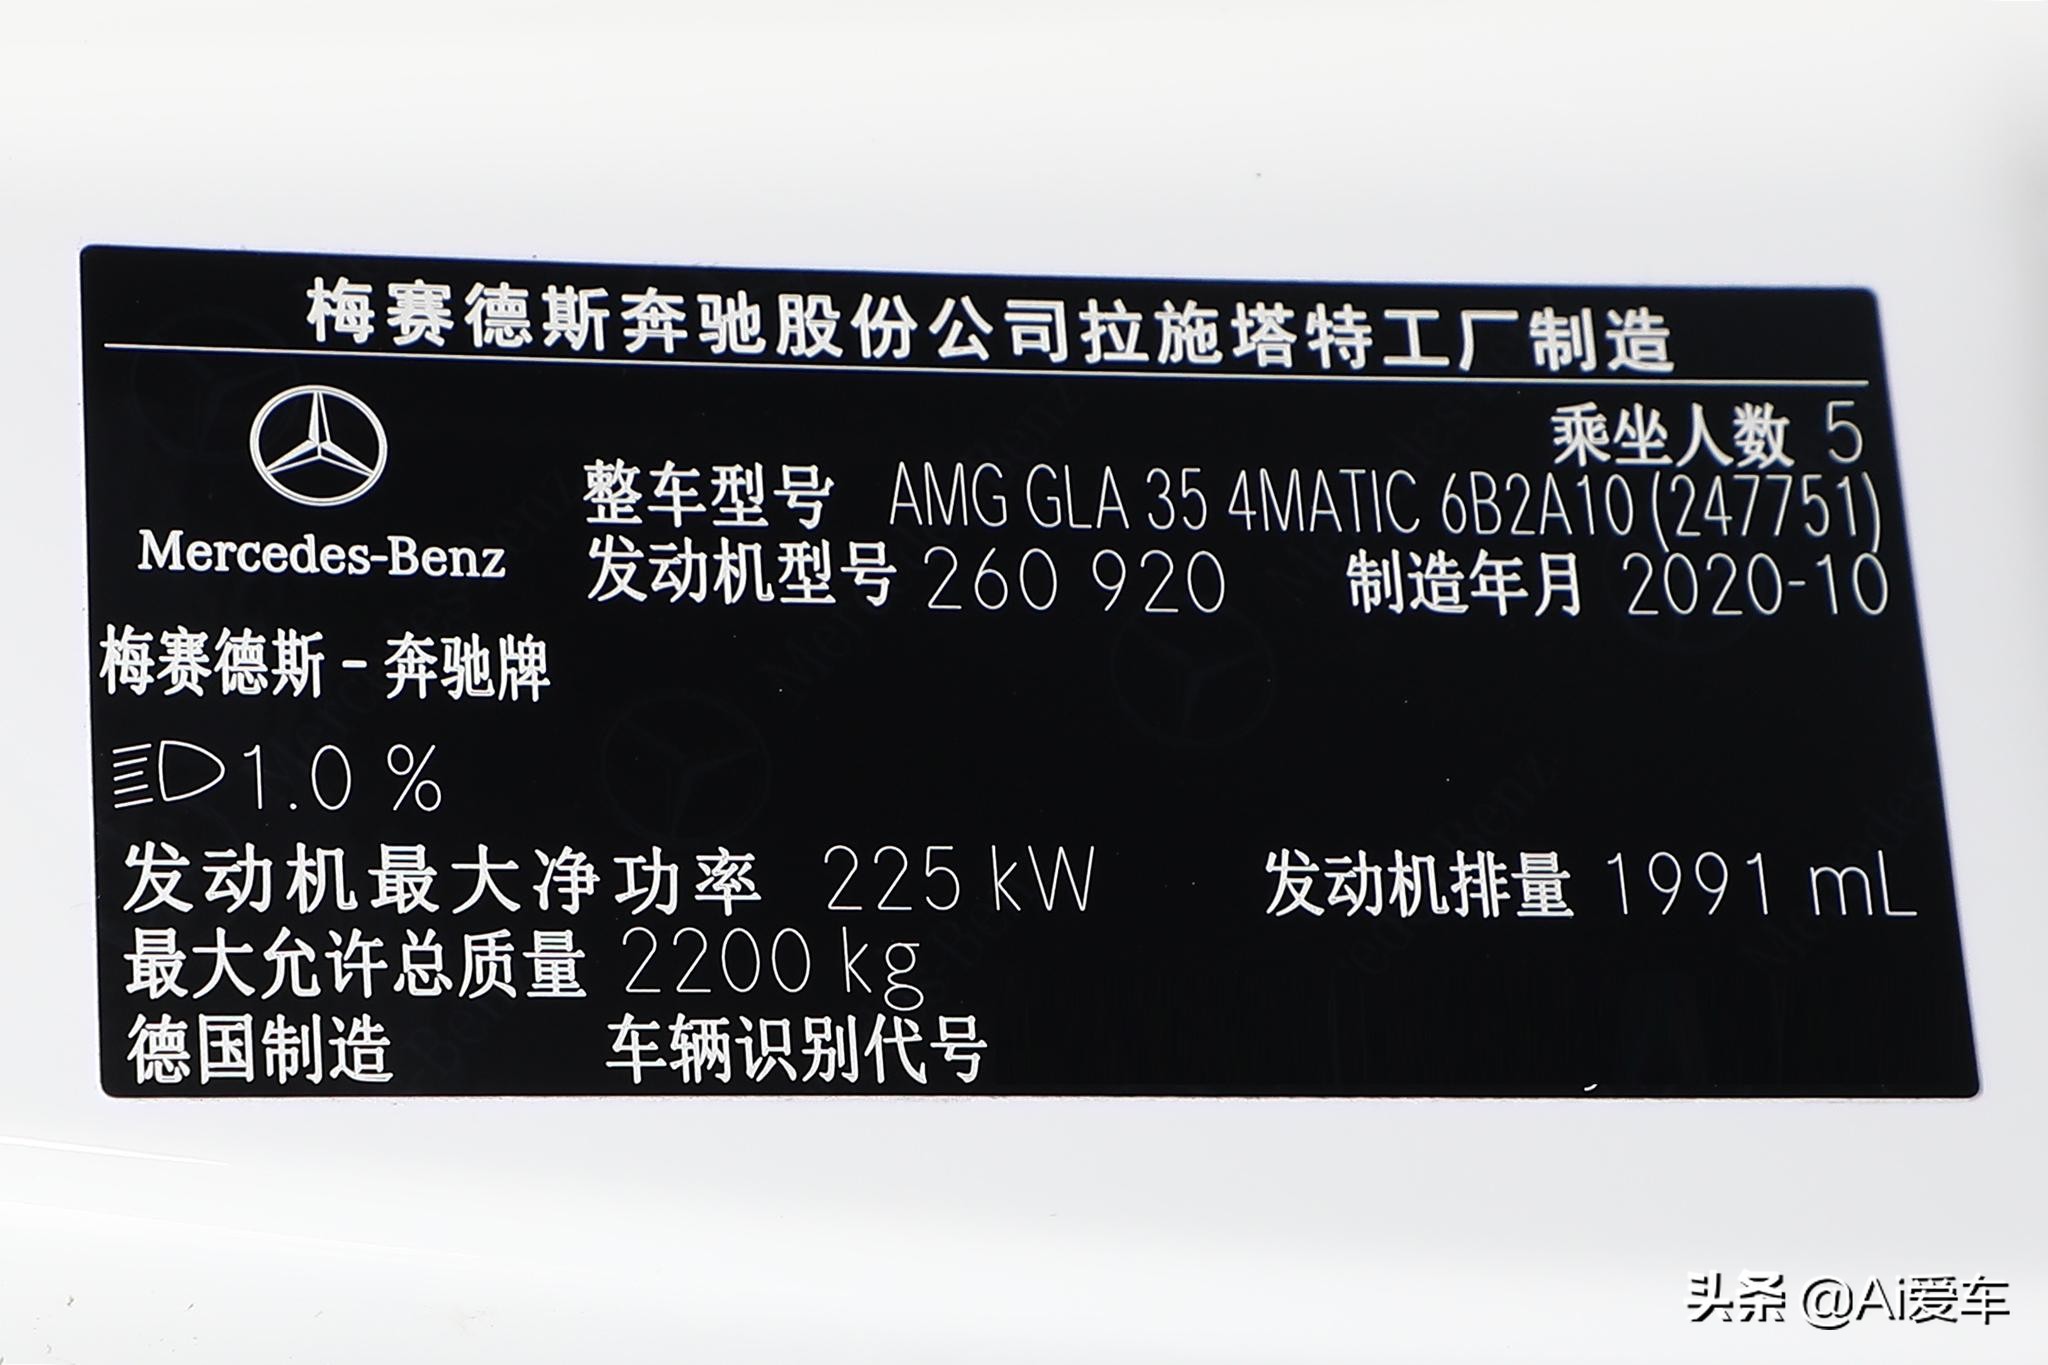 梅赛德斯奔驰股份公司拉施塔特工厂制造
乘坐人数 5
整车型号 AMG GLA 35 4MATIC 6B2A10 (247751)
Mercedes-Benz
发动机型号 260 920 制造年月 2020-10
梅赛德斯-奔驰牌
1.0 %
发动机最大净功率 225 kW 发动机排量 1991 mL
最大允许总质量 2200 kg
德国制造 车辆识别代号
头条 @Ai爱车